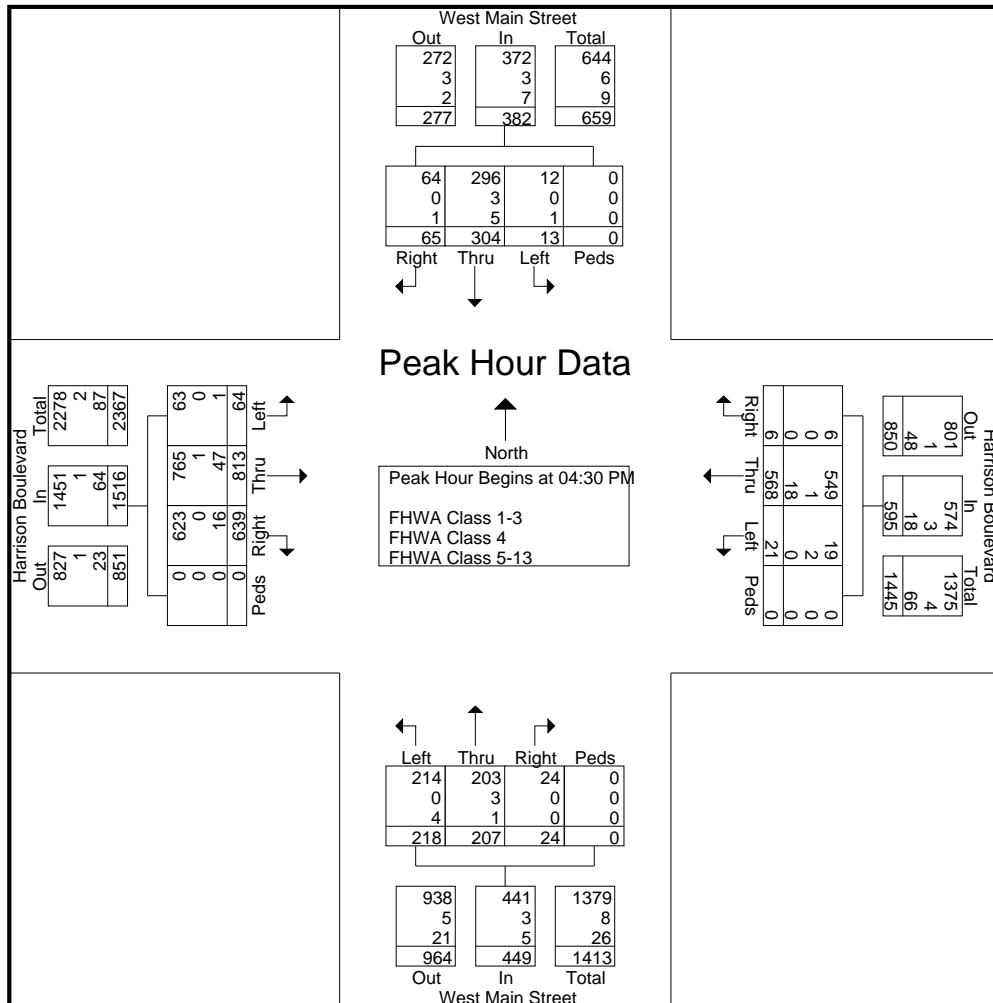 West Main Street
Out In Total
272 372 644
3 3 6
2 7 9
277 382 659
64 296 12 0
0 3 0 0
1 5 1 0
65 304 13 0
Right Thru Left Peds
Peak Hour Data
North
Peak Hour Begins at 04:30 PM
FHWA Class 1-3
FHWA Class 4
FHWA Class 5-13
Harrison Boulevard
Out In Total
827 1451 2278
1 1 2
23 64 87
851 1516 2367
0 623 765 63
0 0 1 0
0 16 47 1
0 639 813 64
Peds Right Thru Left
Harrison Boulevard
Out In Total
801 574 1375
1 3 4
48 18 66
850 595 1445
6 549 19 0
0 1 2 0
0 18 0 0
6 568 21 0
Right Thru Left Peds
Left Thru Right Peds
214 203 24 0
0 3 0 0
4 1 0 0
218 207 24 0
938 441 1379
5 3 8
21 5 26
964 449 1413
Out In Total
West Main Street